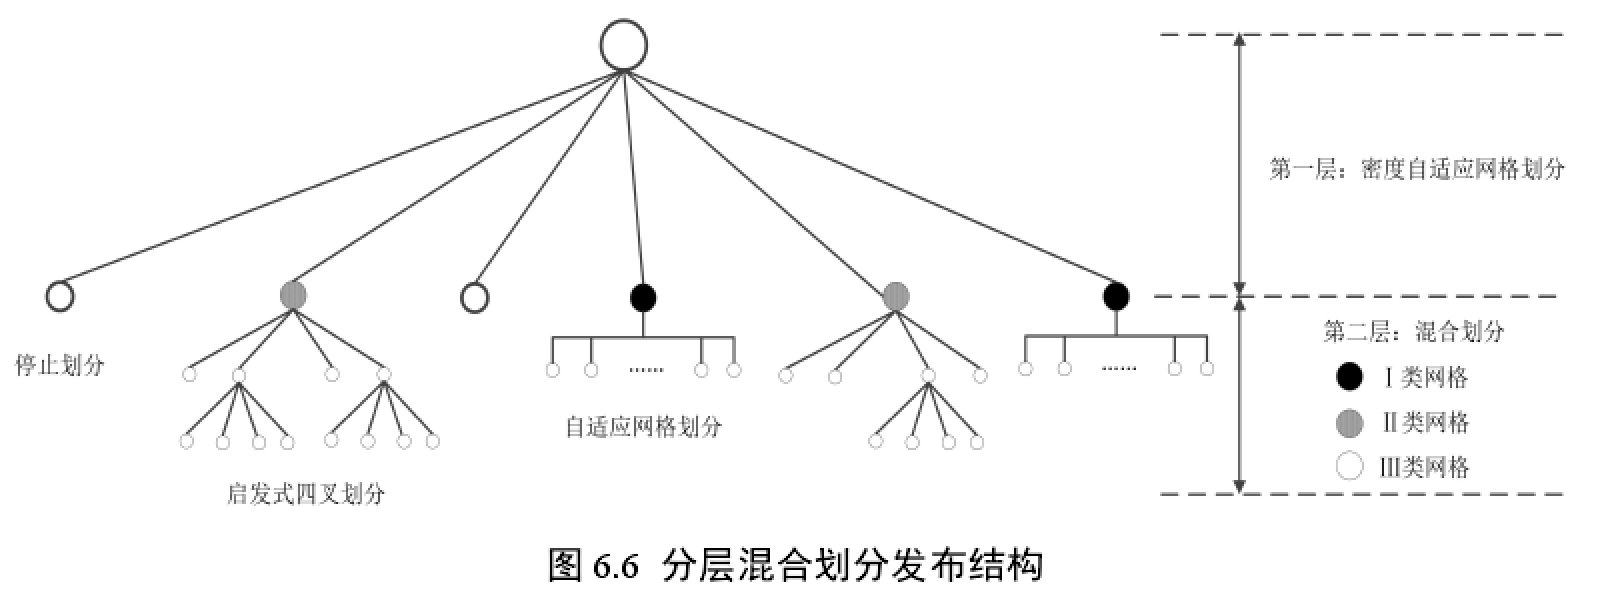 第一层：密度自适应网格划分
第二层：混合划分
Ⅰ类网格
Ⅱ类网格
Ⅲ类网格
停止划分
......
......
自适应网格划分
启发式四叉划分
图 6.6 分层混合划分发布结构